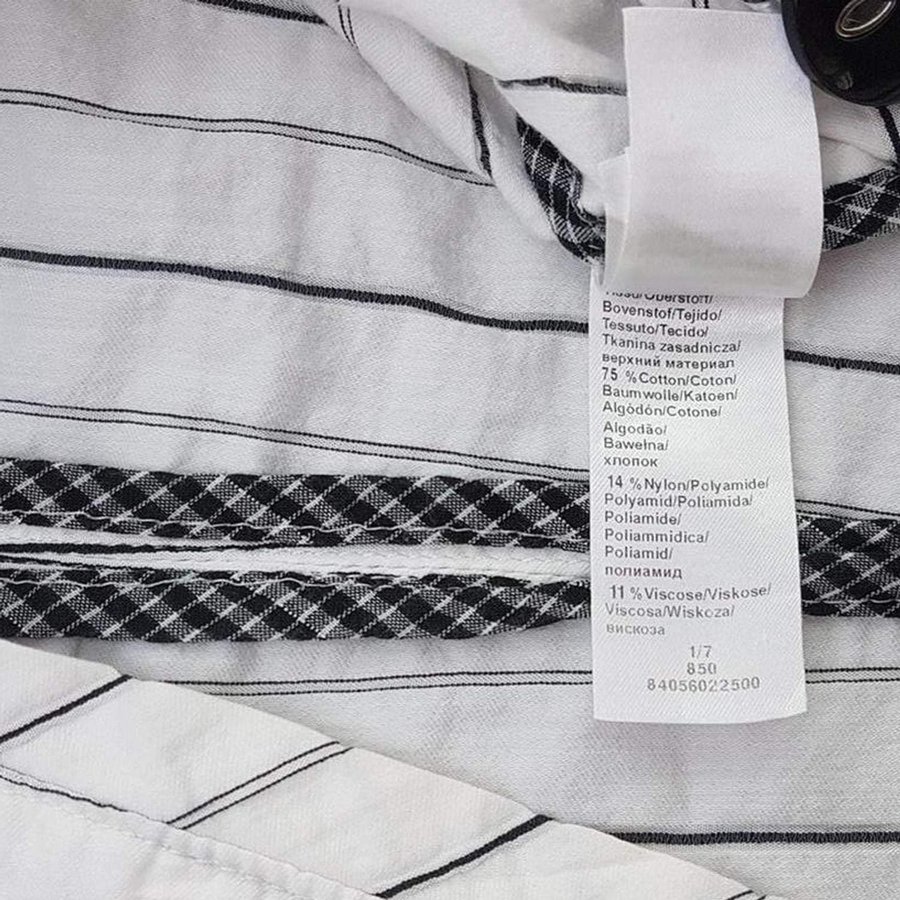 Bovenstof/Tejido/
Tessuto/Tecido/
Tkanina zasadnicza/
верхний материал
75 %Cotton/Coton/
Baumwolle/Katoen/
Algòdón/Cotone/
Algodão/
Bawełna/
хлопок
14 %Nylon/Polyamide/
Polyamid/Poliamida/
Poliamide/
Poliammidica/
Poliamid/
полиамид
11 %Viscose/Viskose/
Viscosa/Wiskoza/
вискоза
1/7
850
84056022500